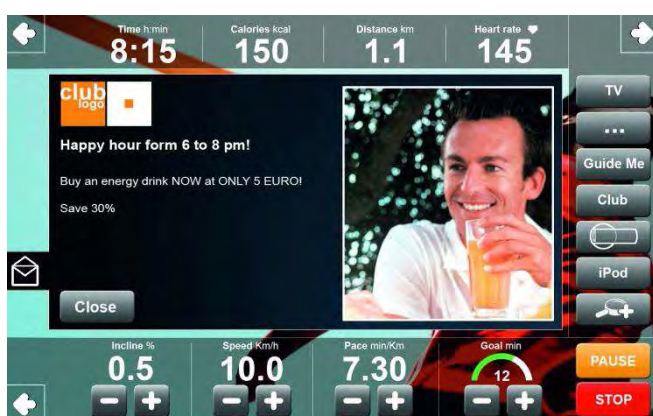 Time h:min
8:15
Calories kcal
150
Distance km
1.1
Heart rate
145
club
logo
Happy hour form 6 to 8 pm!
Buy an energy drink NOW at ONLY 5 EURO!
Save 30%
Close
TV
...
Guide Me
Club
iPod
PAUSE
STOP
Incline %
0.5
Speed Km/h
10.0
Pace min/Km
7.30
Goal min
12